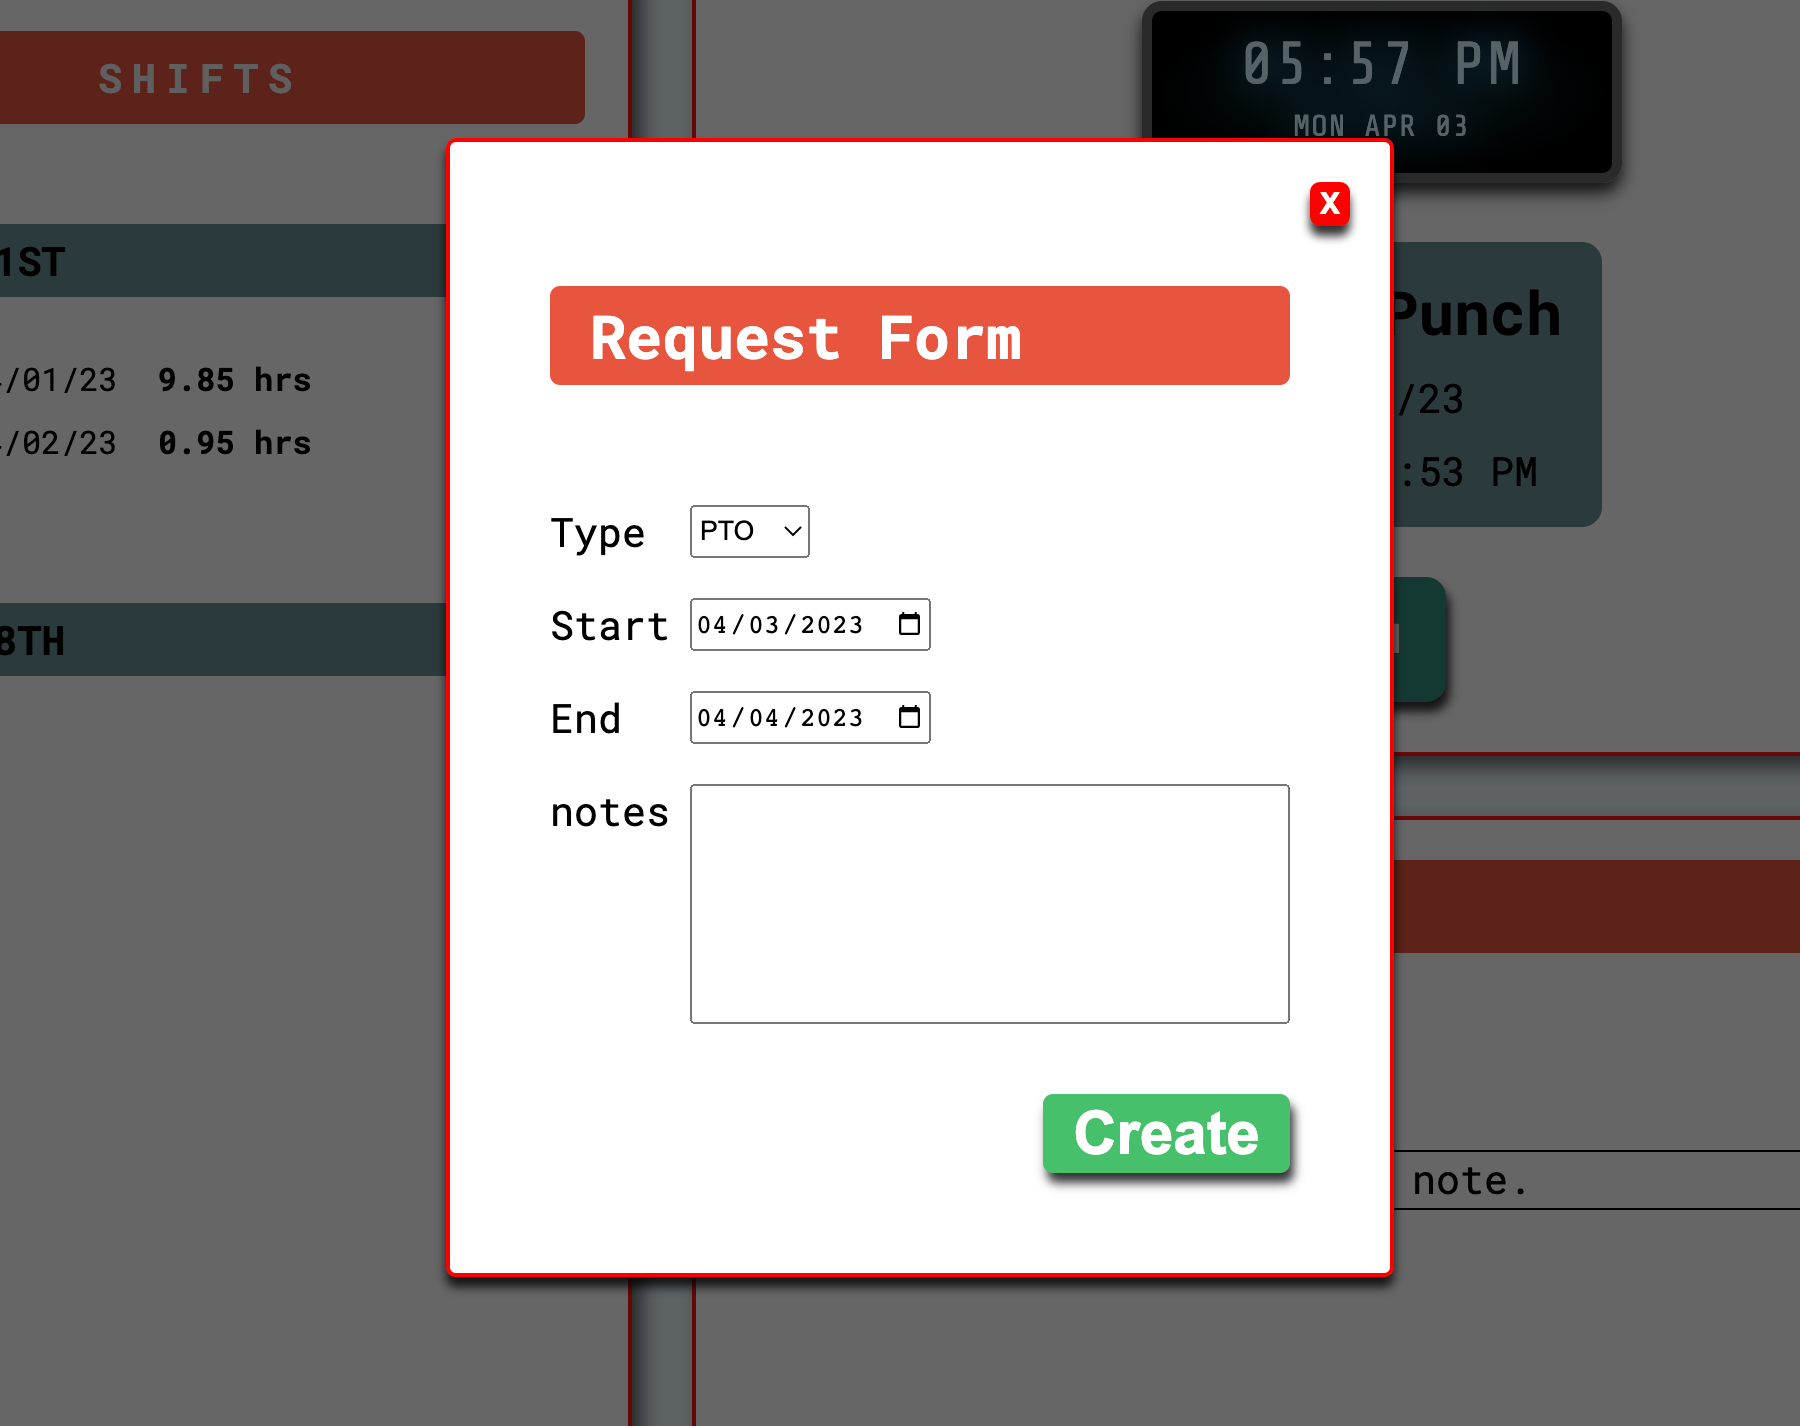 SHIFTS
05:57 PM
MON APR 03
X
1ST
Punch
Request Form
/01/23 9.85 hrs
/23
/02/23 0.95 hrs
:53 PM
Type PTO
Start 04/03/2023
8TH
End 04/04/2023
notes
Create
note.